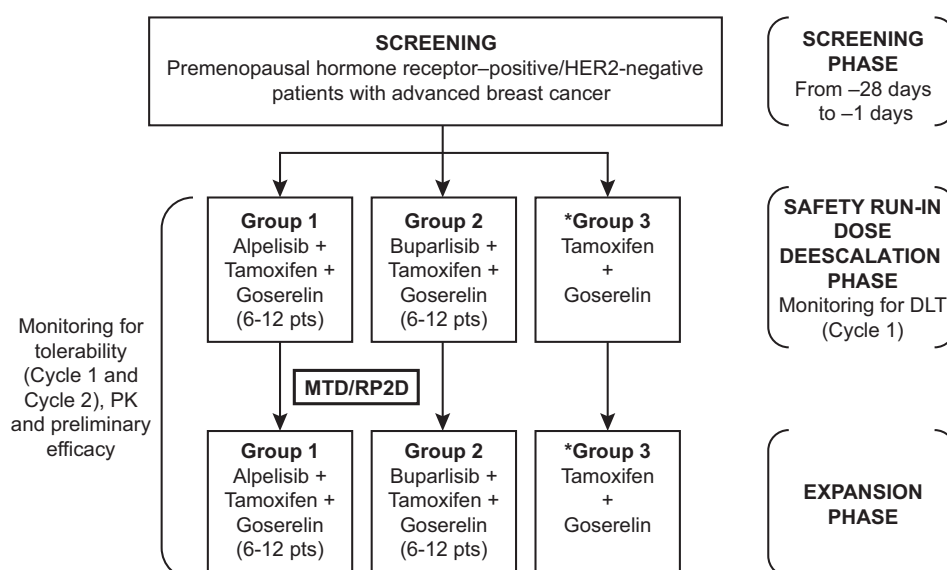 SCREENING
Premenopausal hormone receptor–positive/HER2-negative
patients with advanced breast cancer
SCREENING
PHASE
From –28 days
to –1 days
Group 1
Alpelisib +
Tamoxifen +
Goserelin
(6-12 pts)
Group 2
Buparlisib +
Tamoxifen +
Goserelin
(6-12 pts)
*Group 3
Tamoxifen
+
Goserelin
SAFETY RUN-IN
DOSE
DEESCALATION
PHASE
Monitoring for DLT
(Cycle 1)
Monitoring for
tolerability
(Cycle 1 and
Cycle 2), PK
and preliminary
efficacy
MTD/RP2D
Group 1
Alpelisib +
Tamoxifen +
Goserelin
(6-12 pts)
Group 2
Buparlisib +
Tamoxifen +
Goserelin
(6-12 pts)
*Group 3
Tamoxifen
+
Goserelin
EXPANSION
PHASE